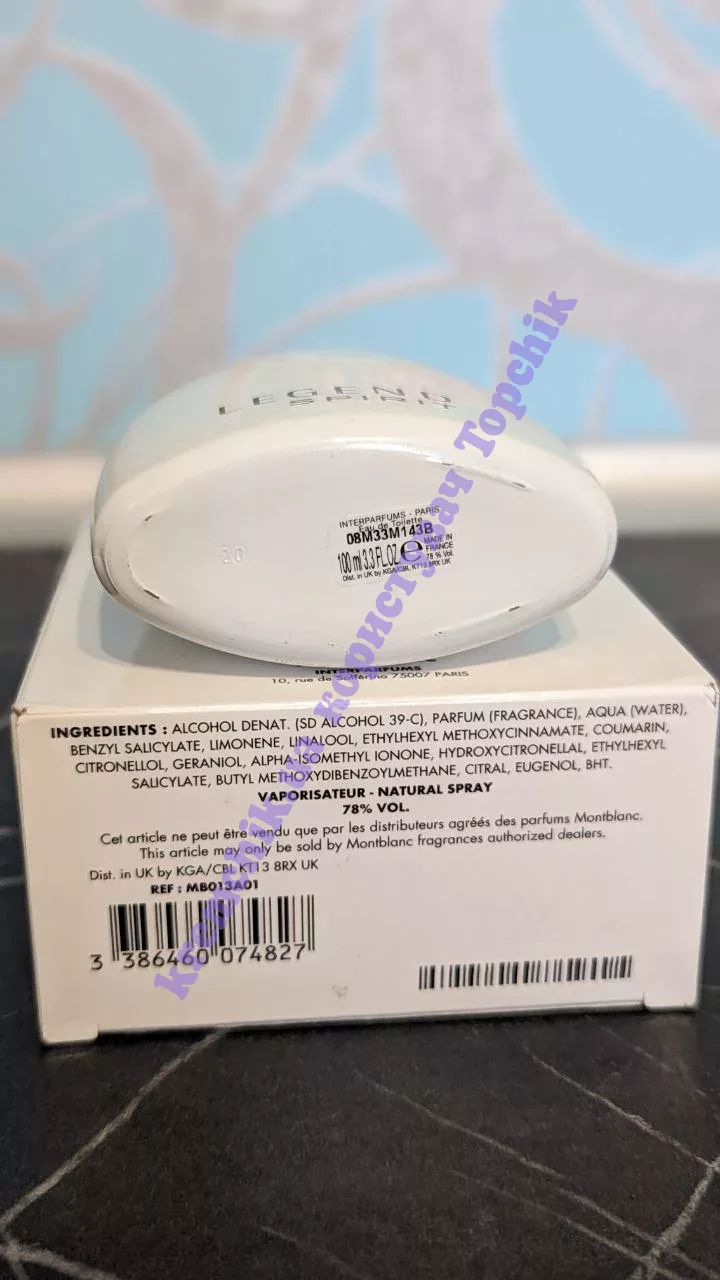 LEGEND
SPIRIT
20
INTERPARFUMS - PARIS
Eau de Toilette
08M33M143B
100 ml 3.3 FL.OZ e
MADE IN
FRANCE
78 % Vol.
Dist. in UK by KGA/CBL KT13 8RX UK
INTERPARFUMS
10, rue de Solférino 75007 PARIS
INGREDIENTS : ALCOHOL DENAT. (SD ALCOHOL 39-C), PARFUM (FRAGRANCE), AQUA (WATER),
BENZYL SALICYLATE, LIMONENE, LINALOOL, ETHYLHEXYL METHOXYCINNAMATE, COUMARIN,
CITRONELLOL, GERANIOL, ALPHA-ISOMETHYL IONONE, HYDROXYCITRONELLAL, ETHYLHEXYL
SALICYLATE, BUTYL METHOXYDIBENZOYLMETHANE, CITRAL, EUGENOL, BHT.
VAPORISATEUR - NATURAL SPRAY
78% VOL.
Cet article ne peut être vendu que par les distributeurs agréés des parfums Montblanc.
This article may only be sold by Montblanc fragrances authorized dealers.
Dist. in UK by KGA/CBL KT13 8RX UK
REF : MB013A01
3 386460 074827
kremchik.ua користувач Topchik